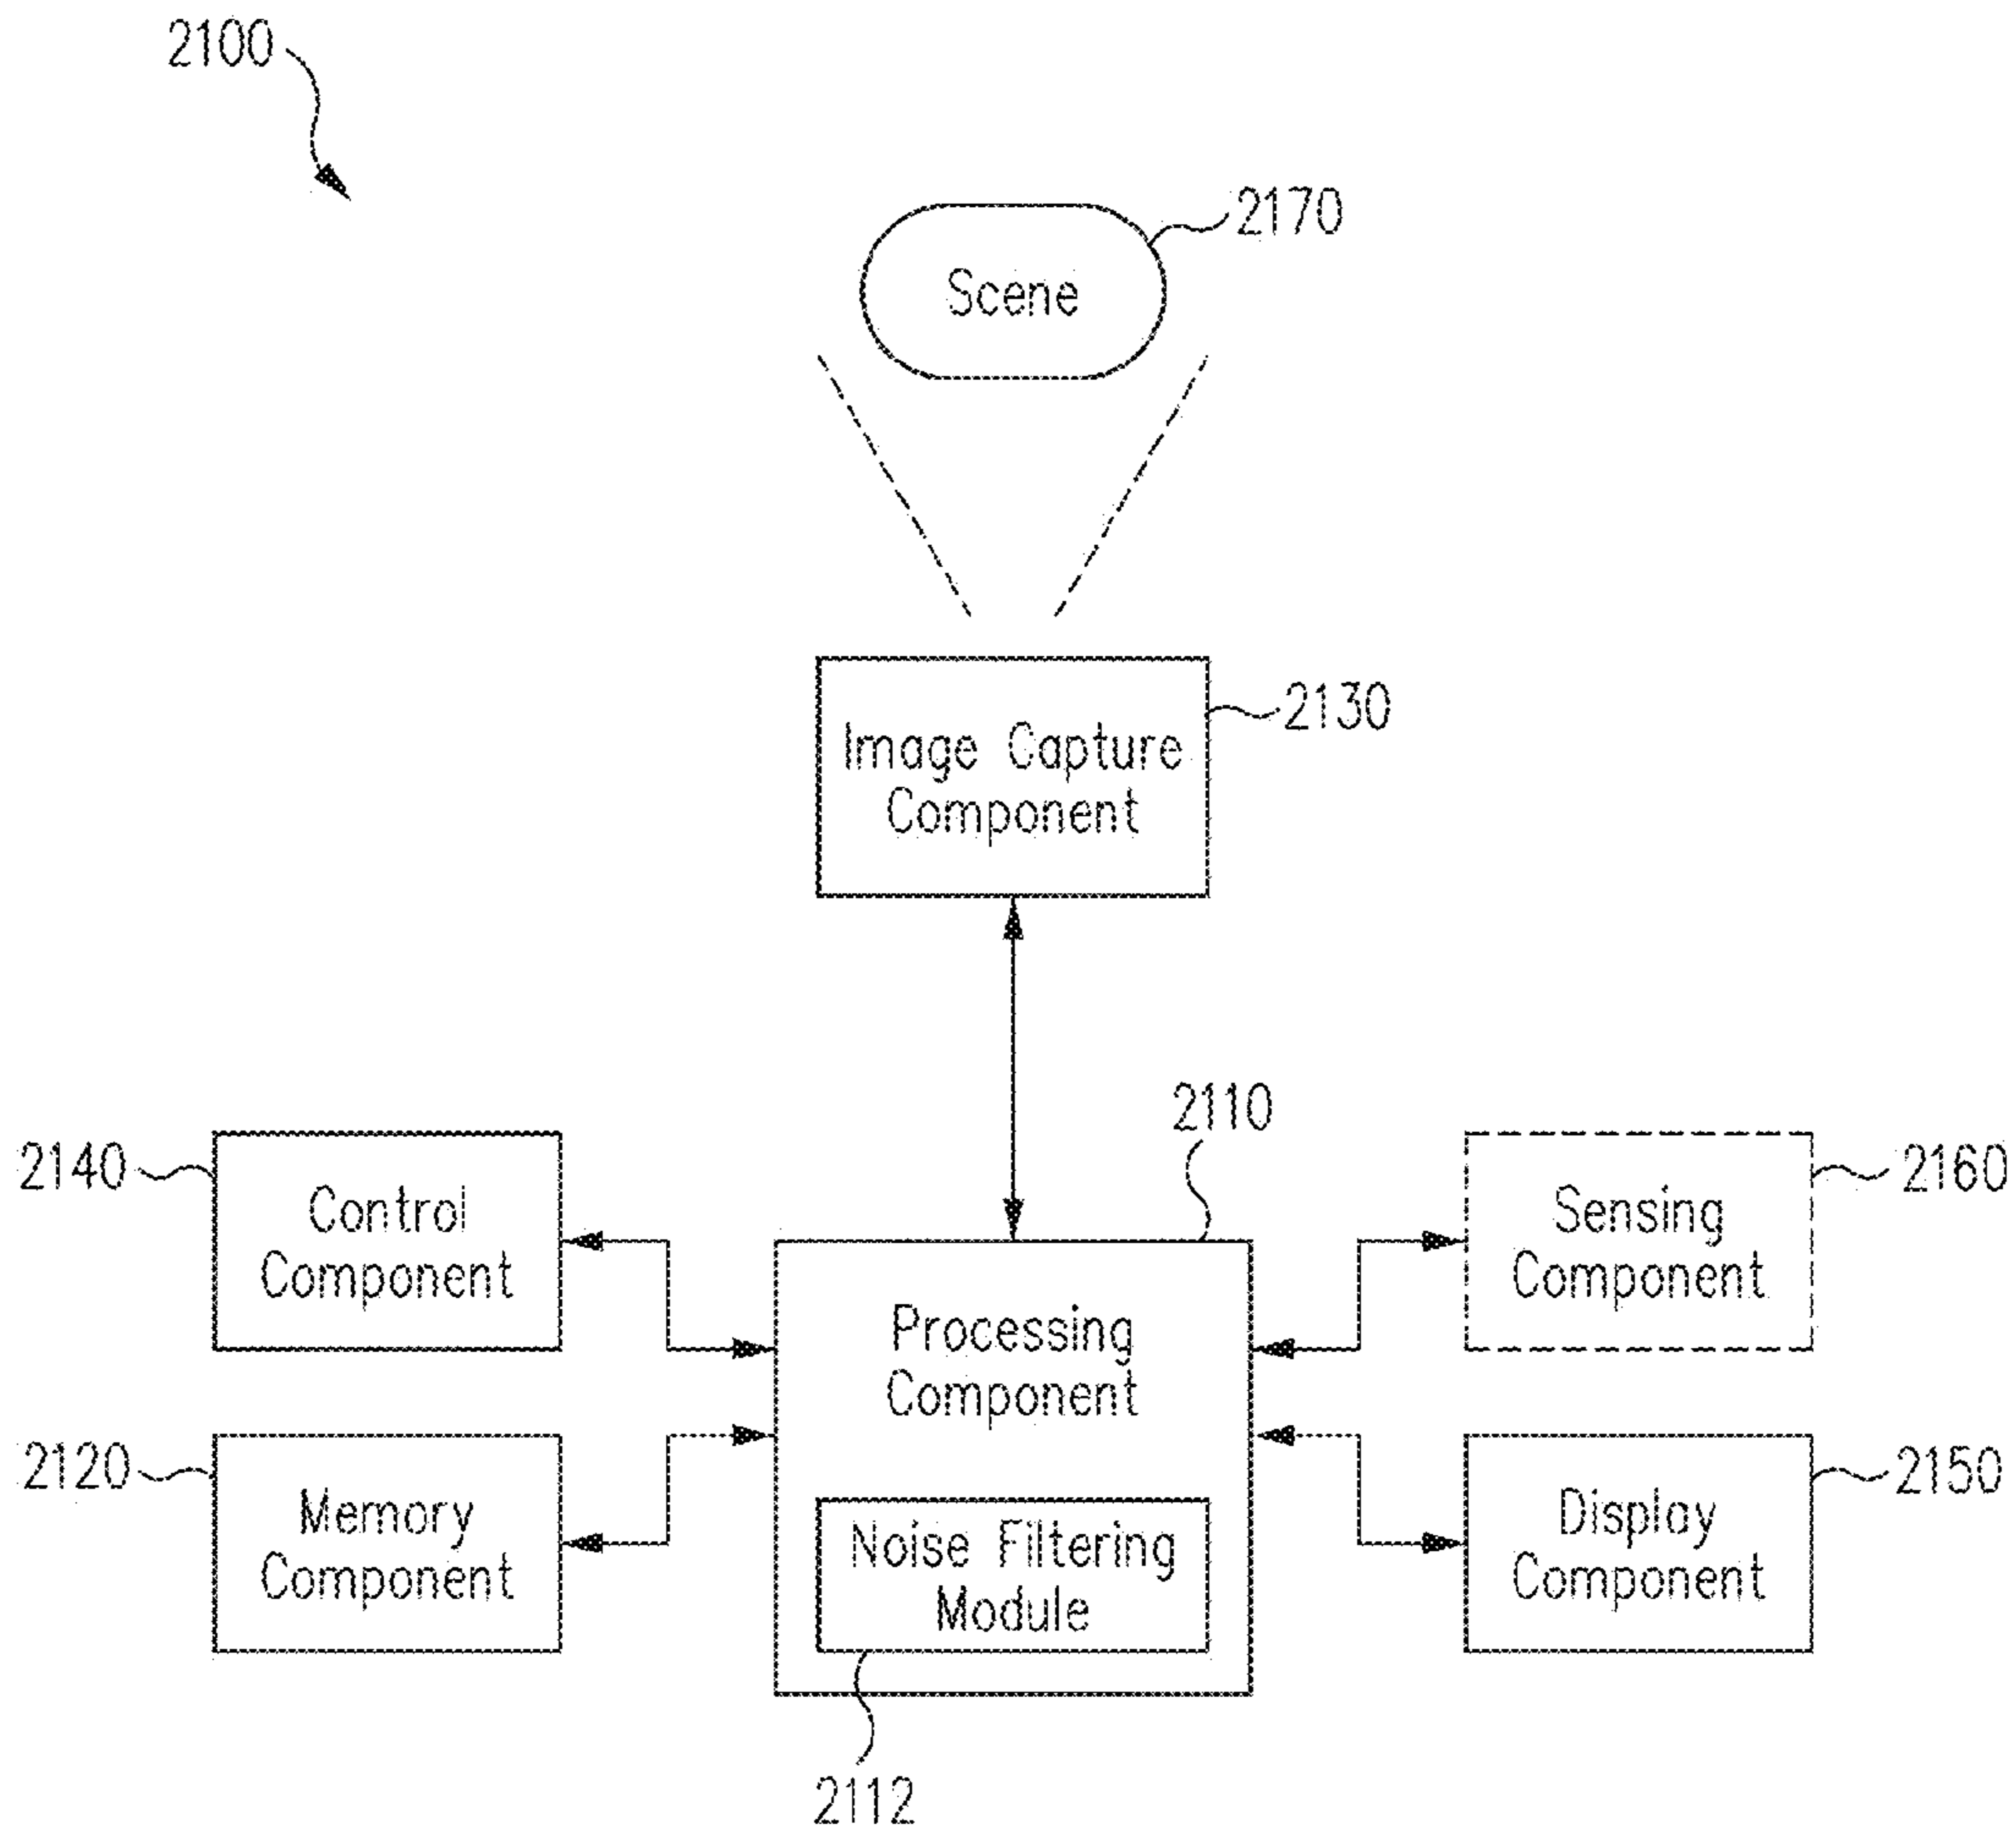 2100
2170
Scene
2130
Image Capture
Component
2110
2140
Control
Component
2160
Sensing
Component
Processing
Component
2120
Memory
Component
2150
Display
Component
Noise Filtering
Module
2112